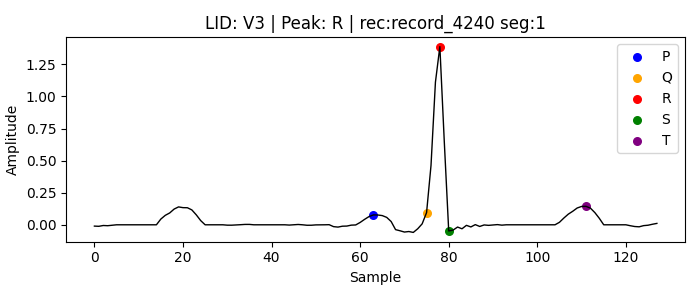 LID: V3 | Peak: R | rec:record_4240 seg:1
Amplitude
1.25
1.00
0.75
0.50
0.25
0.00
P
Q
R
S
T
0 20 40 60 80 100 120
Sample